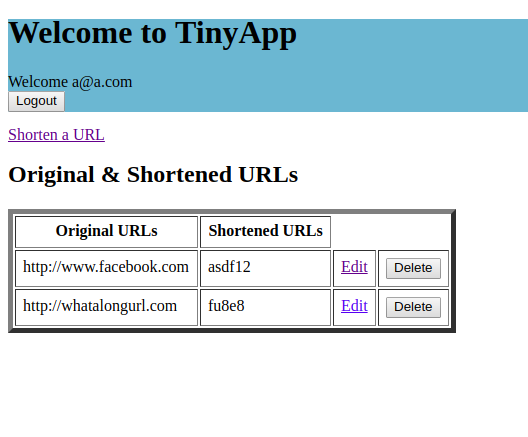 Welcome to TinyApp
Welcome a@a.com
Logout
Shorten a URL
Original & Shortened URLs
Original URLs Shortened URLs
http://www.facebook.com asdf12 Edit Delete
http://whatalongurl.com fu8e8 Edit Delete